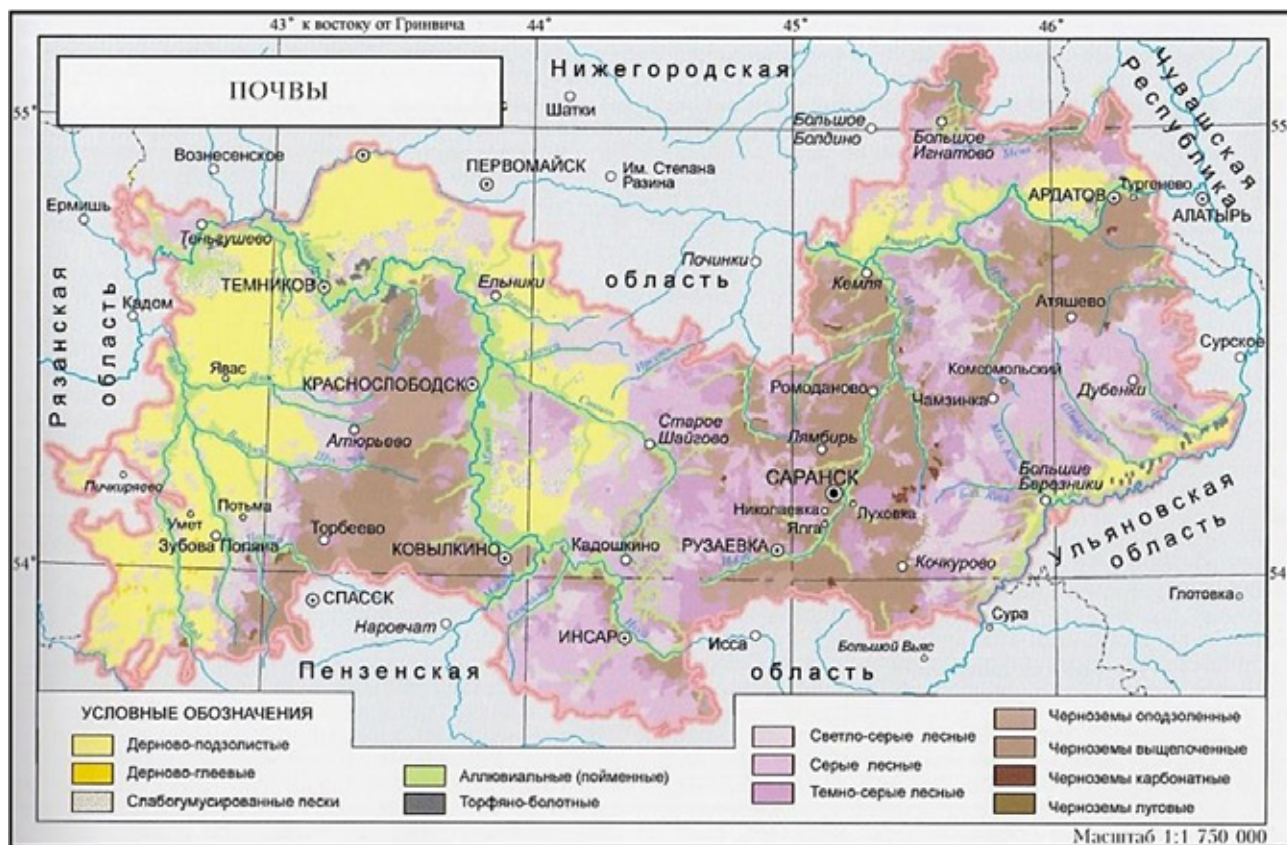 43° к востоку от Гринвича
44°
45°
46°
ПОЧВЫ
Нижегородская
Шатки
Чувашская
Республика
55°
55
Большое
Болдино
Большое
Игнатово
Вознесенское
ПЕРВОМАЙСК
Им. Степана
Разина
Ермишь
Теньгушево
АРДАТОВ
Тургенево
АЛАТЫРЬ
Рязанская
область
Кадом
ТЕМНИКОВ
Ельники
область
Починки
Кемля
Атяшево
Сурское
Явас
КРАСНОСЛОБОДСК
Ромоданово
Комсомольский
Чамзинка
Дубенки
Атюрьево
Старое
Шайгово
Лямбирь
Пичкиряево
САРАНСК
Большие
Березники
Умет
Потьма
Николаевка
Луховка
Ялга
Зубова Поляна
Торбеево
КОВЫЛКИНО
Кадошкино
РУЗАЕВКА
Кочкурово
Ульяновская
область
54°
54
СПАССК
Наровчат
ИНСАР
Исса
Сура
Глотовка
Большой Вьяс
Пензенская
область
УСЛОВНЫЕ ОБОЗНАЧЕНИЯ
Дерново-подзолистые
Дерново-глеевые
Слабогумусированные пески
Аллювиальные (пойменные)
Торфяно-болотные
Светло-серые лесные
Серые лесные
Темно-серые лесные
Черноземы оподзоленные
Черноземы выщелоченные
Черноземы карбонатные
Черноземы луговые
Масштаб 1:1 750 000